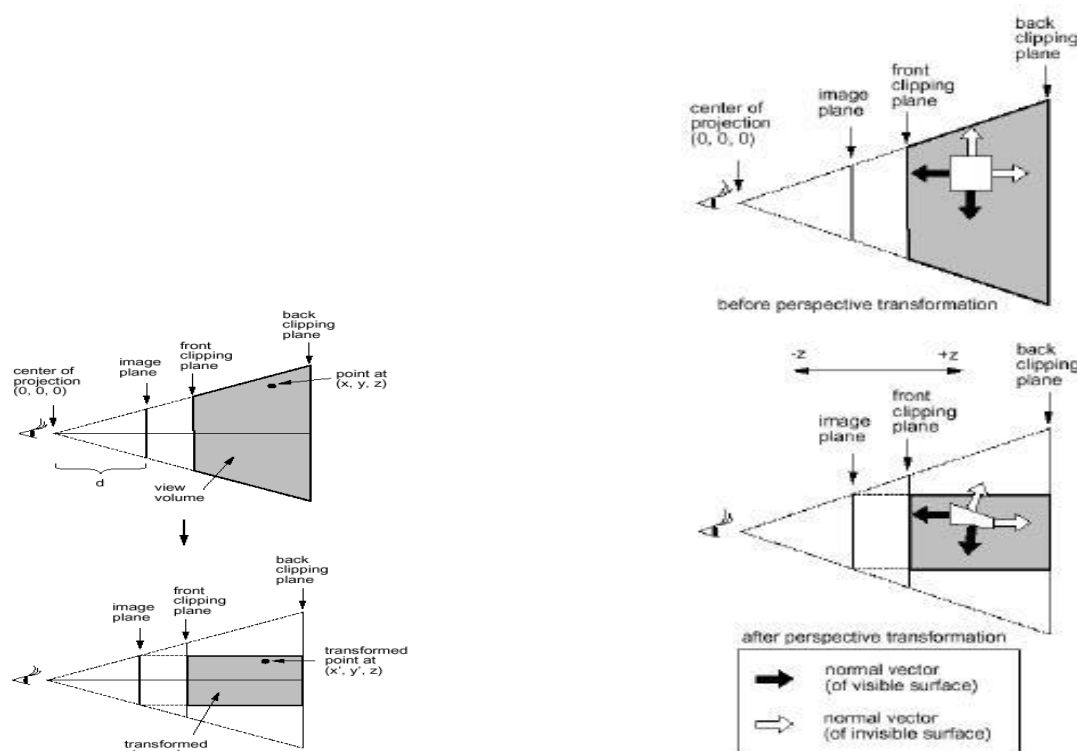 center of
projection
(0, 0, 0)
image
plane
front
clipping
plane
back
clipping
plane
point at
(x, y, z)
d
view
volume
image
plane
front
clipping
plane
back
clipping
plane
transformed
point at
(x', y', z)
transformed
center of
projection
(0, 0, 0)
image
plane
front
clipping
plane
back
clipping
plane
before perspective transformation
-z
+z
image
plane
front
clipping
plane
back
clipping
plane
after perspective transformation
normal vector
(of visible surface)
normal vector
(of invisible surface)